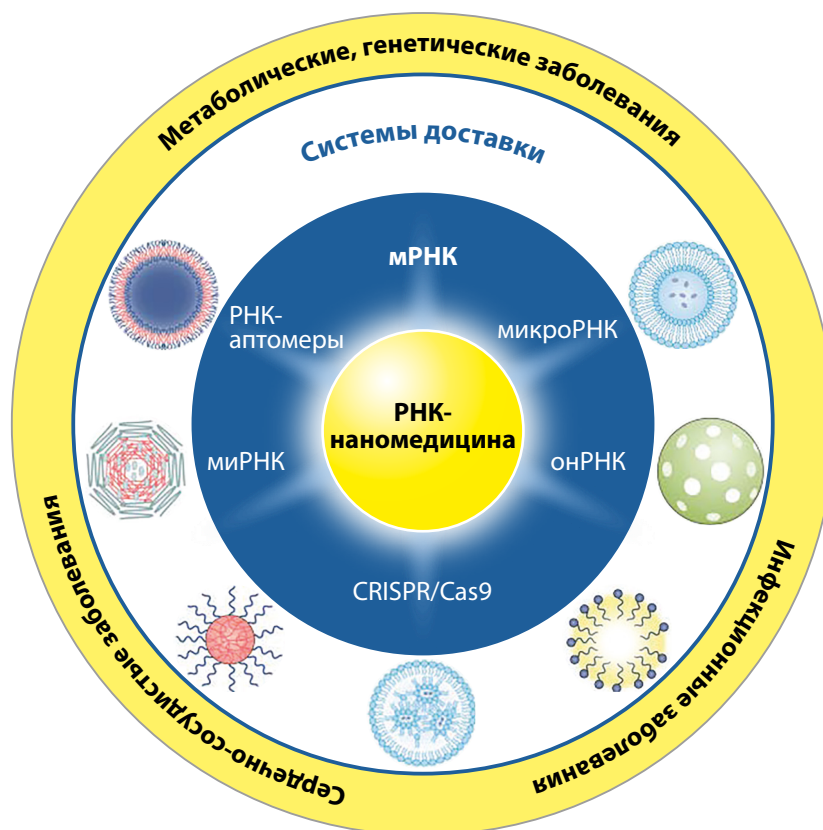 Метаболические, генетические заболевания
Системы доставки
мРНК
РНК-
аптомеры
микроРНК
РНК-
наномедицина
миРНК
онРНК
CRISPR/Cas9
Сердечно-сосудистые заболевания
Инфекционные заболевания